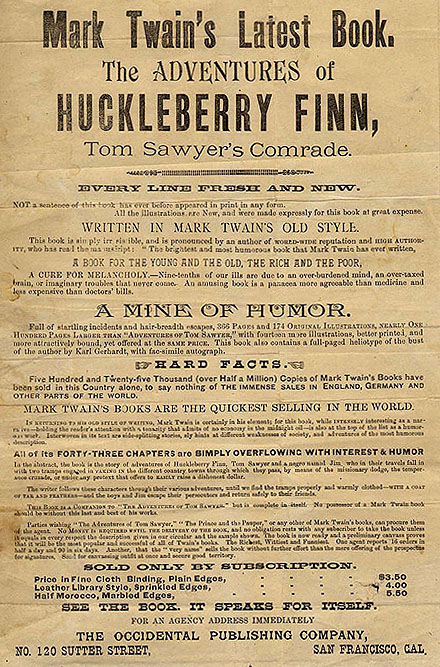 Mark Twain's Latest Book.
The ADVENTURES of
HUCKLEBERRY FINN,
Tom Sawyer's Comrade.
EVERY LINE FRESH AND NEW.
NOT a sentence of this book has ever before appeared in print in any form.
All the Illustrations are New, and were made expressly for this book at great expense.
WRITTEN IN MARK TWAIN'S OLD STYLE.
This book is simply irresistible, and is pronounced by an author of WORLD-WIDE reputation and HIGH AUTHOR-
ITY, who has read the manuscript: "The brightest and most humorous book that Mark Twain has ever written,
A BOOK FOR THE YOUNG AND THE OLD, THE RICH AND THE POOR,
A CURE FOR MELANCHOLY.—Nine-tenths of our ills are due to an over-burdened mind, an over-taxed
brain, or imaginary troubles that never come. An amusing book is a panacea more agreeable than medicine and
less expensive than doctors' bills.
A MINE OF HUMOR.
Full of startling incidents and hair-breadth escapes, 366 PAGES and 174 ORIGINAL ILLUSTRATIONS, NEARLY ONE
HUNDRED PAGES LARGER THAN "ADVENTURES OF TOM SAWYER," with fourteen more illustrations, better printed, and
more attractively bound, yet offered at the SAME PRICE. This book also contains a full-paged heliotype of the bust
of the author by Karl Gerhardt, with fac-simile autograph.
HARD FACTS.
Five Hundred and Twenty-five Thousand (over Half a Million) Copies of Mark Twain's Books have
been sold in this Country alone, to say nothing of THE IMMENSE SALES IN ENGLAND, GERMANY AND
OTHER PARTS OF THE WORLD.
MARK TWAIN'S BOOKS ARE THE QUICKEST SELLING IN THE WORLD.
IN RETURNING TO HIS OLD STYLE OF WRITING, Mark Twain is certainly in his element; for this book, while intensely interesting as a nar-
rative—holding the reader's attention with a tenacity that admits of no economy in the midnight oil—is also at the top of the list as a humor-
ous work. Interwoven in its text are side-splitting stories, sly hints at different weaknesses of society, and adventures of the most humorous
description.
All of its FORTY-THREE CHAPTERS are SIMPLY OVERFLOWING WITH INTEREST & HUMOR
In the abstract, the book is the story of adventures of Huckleberry Finn, Tom Sawyer and a negro named Jim, who in their travels fall in
with two tramps engaged in TAKING IN the different country towns through which they pass, by means of the missionary dodge, the temper-
ance crusade, or under any pretext that offers to EASILY raise a dishonest dollar.
The writer follows these characters through their various adventures, until we find the tramps properly and warmly clothed—WITH A COAT
OF TAR AND FEATHERS—and the boys and Jim escape their persecutors and return safely to their friends.
THIS BOOK IS A COMPANION TO "THE ADVENTURES OF TOM SAWYER," but is complete in itself. No possessor of a Mark Twain book
should be without this last and best of his works.
Parties wishing "The Adventures of Tom Sawyer," "The Prince and the Pauper," or any other of Mark Twain's books, can procure them
of the agent. NO MONEY IS REQUIRED UNTIL THE DELIVERY OF THE BOOK, and no obligation rests with any subscriber to take the book unless
it equals in every respect the description given in our circular and the sample shown. The book is now ready and a preliminary canvass proves
that it will be the most popular and successful of all of Twain's books. The Richest, Wittiest and Funniest. One agent reports 16 orders in
half a day and 90 in six days. Another, that the "very name" sells the book without further effort than the mere offering of the prospectus
for signatures. Send for canvassing outfit at once and secure good territory.
SOLD ONLY BY SUBSCRIPTION.
Price in Fine Cloth Binding, Plain Edges, $3.50
Leather Library Style, Sprinkled Edges, 4.00
Half Morocco, Marbled Edges, 5.50
SEE THE BOOK. IT SPEAKS FOR ITSELF.
FOR AN AGENCY ADDRESS IMMEDIATELY
THE OCCIDENTAL PUBLISHING COMPANY,
NO. 120 SUTTER STREET, SAN FRANCISCO, CAL.